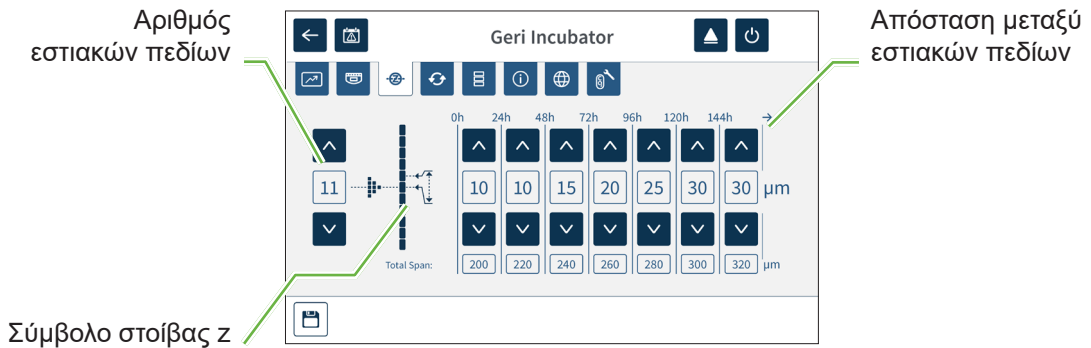 Αριθμός
εστιακών πεδίων
Geri Incubator
Απόσταση μεταξύ
εστιακών πεδίων
0h 24h 48h 72h 96h 120h 144h
11 10 10 15 20 25 30 30 μm
Total Span: 200 220 240 260 280 300 320 μm
Σύμβολο στοίβας z